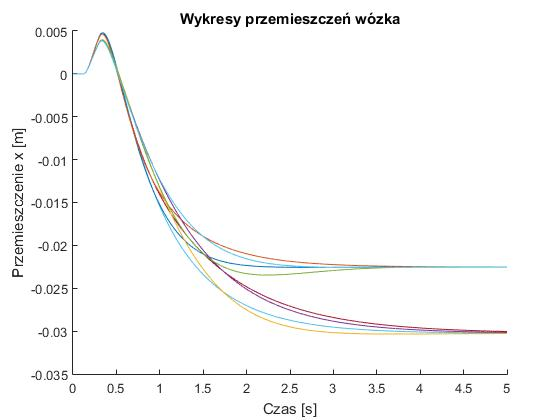 Wykresy przemieszczeń wózka
0.005
0
-0.005
-0.01
-0.015
-0.02
-0.025
-0.03
-0.035
Przemieszczenie x [m]
0 0.5 1 1.5 2 2.5 3 3.5 4 4.5 5
Czas [s]